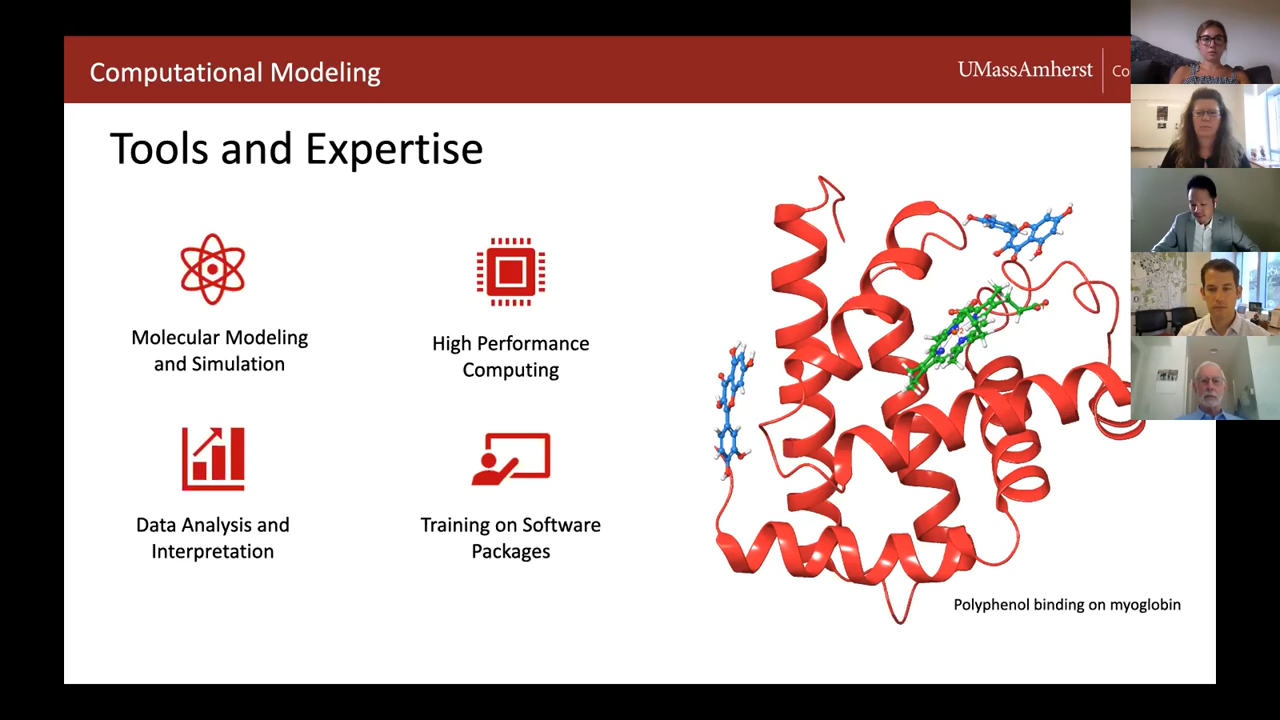 Computational Modeling
UMassAmherst
Tools and Expertise
Molecular Modeling
and Simulation
High Performance
Computing
Data Analysis and
Interpretation
Training on Software
Packages
Polyphenol binding on myoglobin